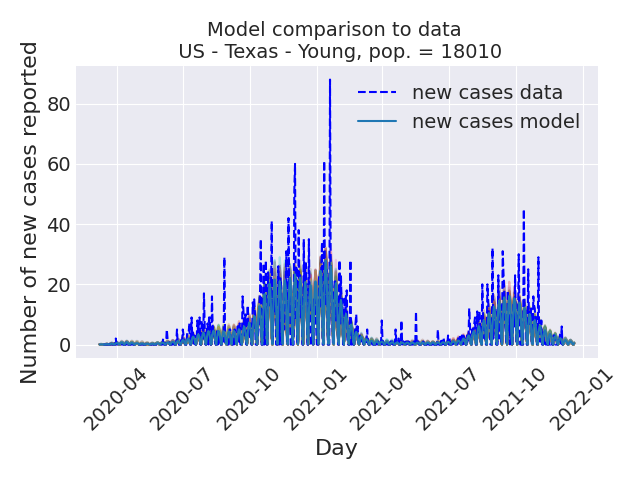 Model comparison to data
US - Texas - Young, pop. = 18010
Number of new cases reported
80
60
40
20
0
new cases data
new cases model
2020-04
2020-07
2020-10
2021-01
2021-04
2021-07
2021-10
2022-01
Day